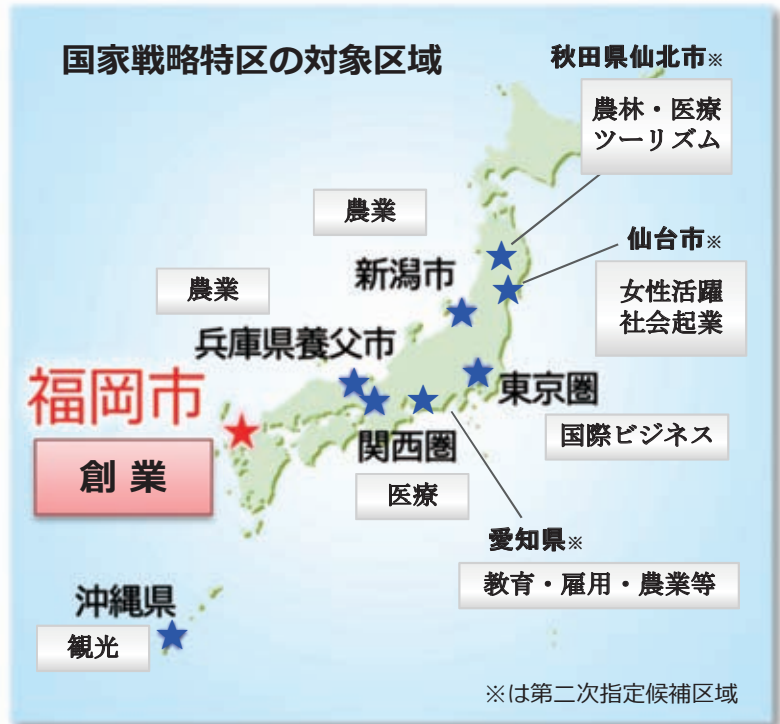 国家戦略特区の対象区域
秋田県仙北市※
農林・医療
ツーリズム
農業
新潟市
仙台市※
女性活躍
社会起業
農業
兵庫県養父市
福岡市
創業
東京圏
国際ビジネス
関西圏
医療
愛知県※
教育・雇用・農業等
沖縄県
観光
※は第二次指定候補区域